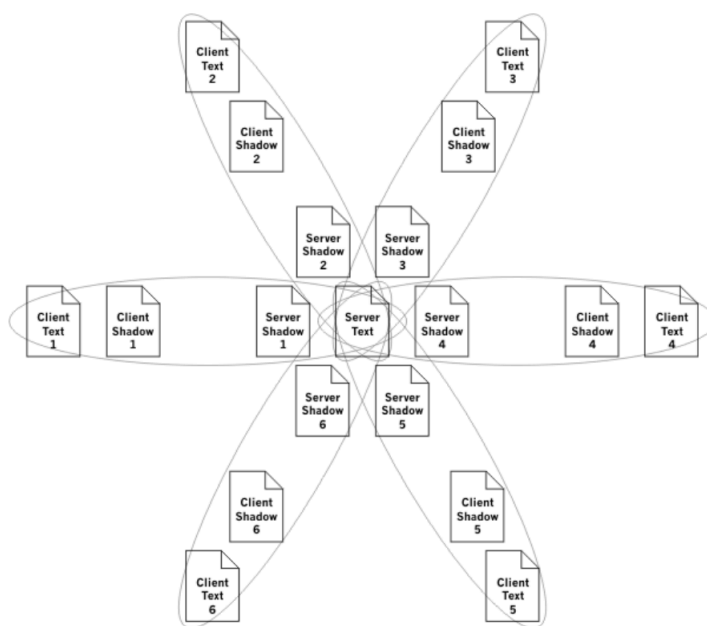 Client
Text
2
Client
Text
3
Client
Shadow
2
Client
Shadow
3
Server
Shadow
2
Server
Shadow
3
Client
Text
1
Client
Shadow
1
Server
Shadow
1
Server
Text
Server
Shadow
4
Client
Shadow
4
Client
Text
4
Server
Shadow
6
Server
Shadow
5
Client
Shadow
6
Client
Shadow
5
Client
Text
6
Client
Text
5